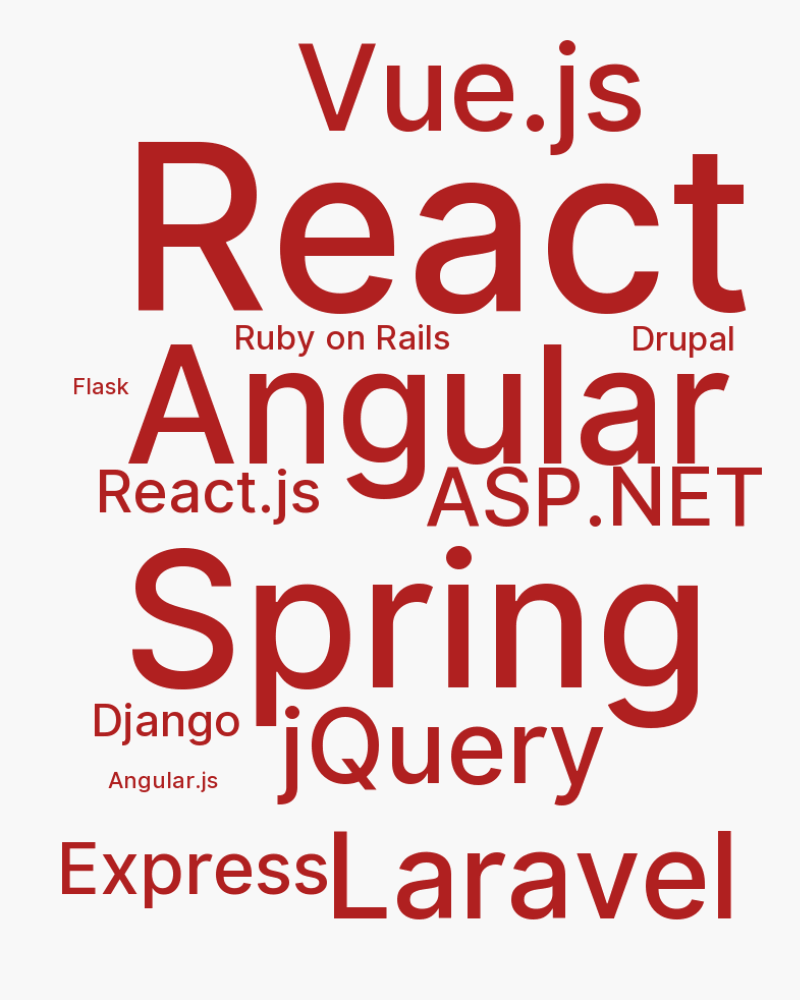 Vue.js
React
Ruby on Rails
Drupal
Flask
Angular
React.js
ASP.NET
Spring
Django
jQuery
Angular.js
Express
Laravel